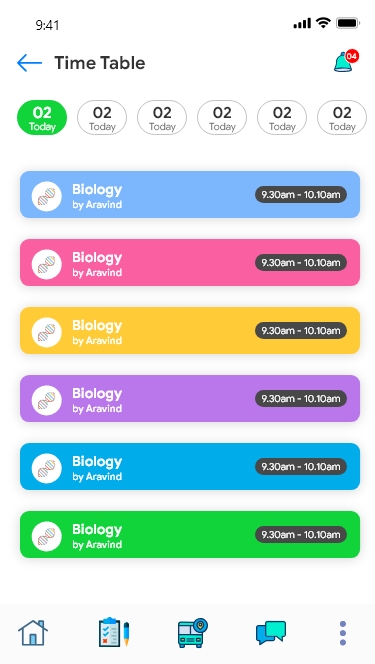 9:41
Time Table
04
02 02 02 02 02 02
Today Today Today Today Today Today
Biology
by Aravind
9.30am - 10.10am
Biology
by Aravind
9.30am - 10.10am
Biology
by Aravind
9.30am - 10.10am
Biology
by Aravind
9.30am - 10.10am
Biology
by Aravind
9.30am - 10.10am
Biology
by Aravind
9.30am - 10.10am